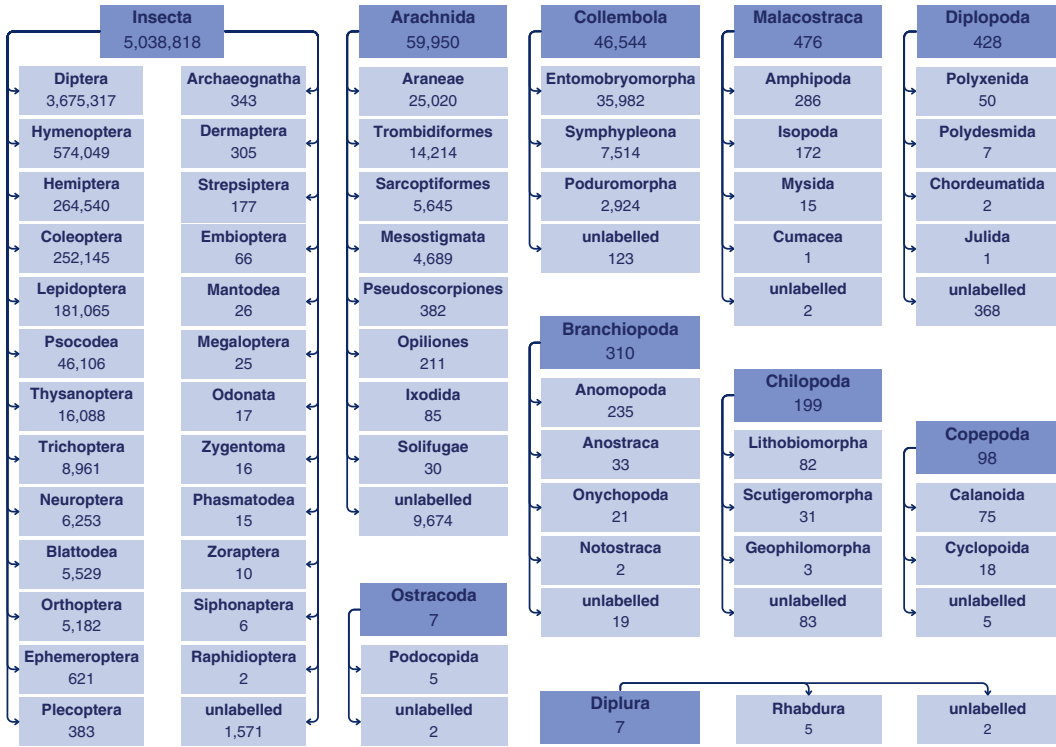 Insecta
5,038,818
Diptera
3,675,317
Hymenoptera
574,049
Hemiptera
264,540
Coleoptera
252,145
Lepidoptera
181,065
Psocodea
46,106
Thysanoptera
16,088
Trichoptera
8,961
Neuroptera
6,253
Blattodea
5,529
Orthoptera
5,182
Ephemeroptera
621
Plecoptera
383
Archaeognatha
343
Dermaptera
305
Strepsiptera
177
Embioptera
66
Mantodea
26
Megaloptera
25
Odonata
17
Zygentoma
16
Phasmatodea
15
Zoraptera
10
Siphonaptera
6
Raphidioptera
2
unlabelled
1,571
Arachnida
59,950
Araneae
25,020
Trombidiformes
14,214
Sarcoptiformes
5,645
Mesostigmata
4,689
Pseudoscorpiones
382
Opiliones
211
Ixodida
85
Solifugae
30
unlabelled
9,674
Ostracoda
7
Podocopida
5
unlabelled
2
Collembola
46,544
Entomobryomorpha
35,982
Symphypleona
7,514
Poduromorpha
2,924
unlabelled
123
Branchiopoda
310
Anomopoda
235
Anostraca
33
Onychopoda
21
Notostraca
2
unlabelled
19
Malacostraca
476
Amphipoda
286
Isopoda
172
Mysida
15
Cumacea
1
unlabelled
2
Chilopoda
199
Lithobiomorpha
82
Scutigeromorpha
31
Geophilomorpha
3
unlabelled
83
Diplopoda
428
Polyxenida
50
Polydesmida
7
Chordeumatida
2
Julida
1
unlabelled
368
Copepoda
98
Calanoida
75
Cyclopoida
18
unlabelled
5
Diplura
7
Rhabdura
5
unlabelled
2